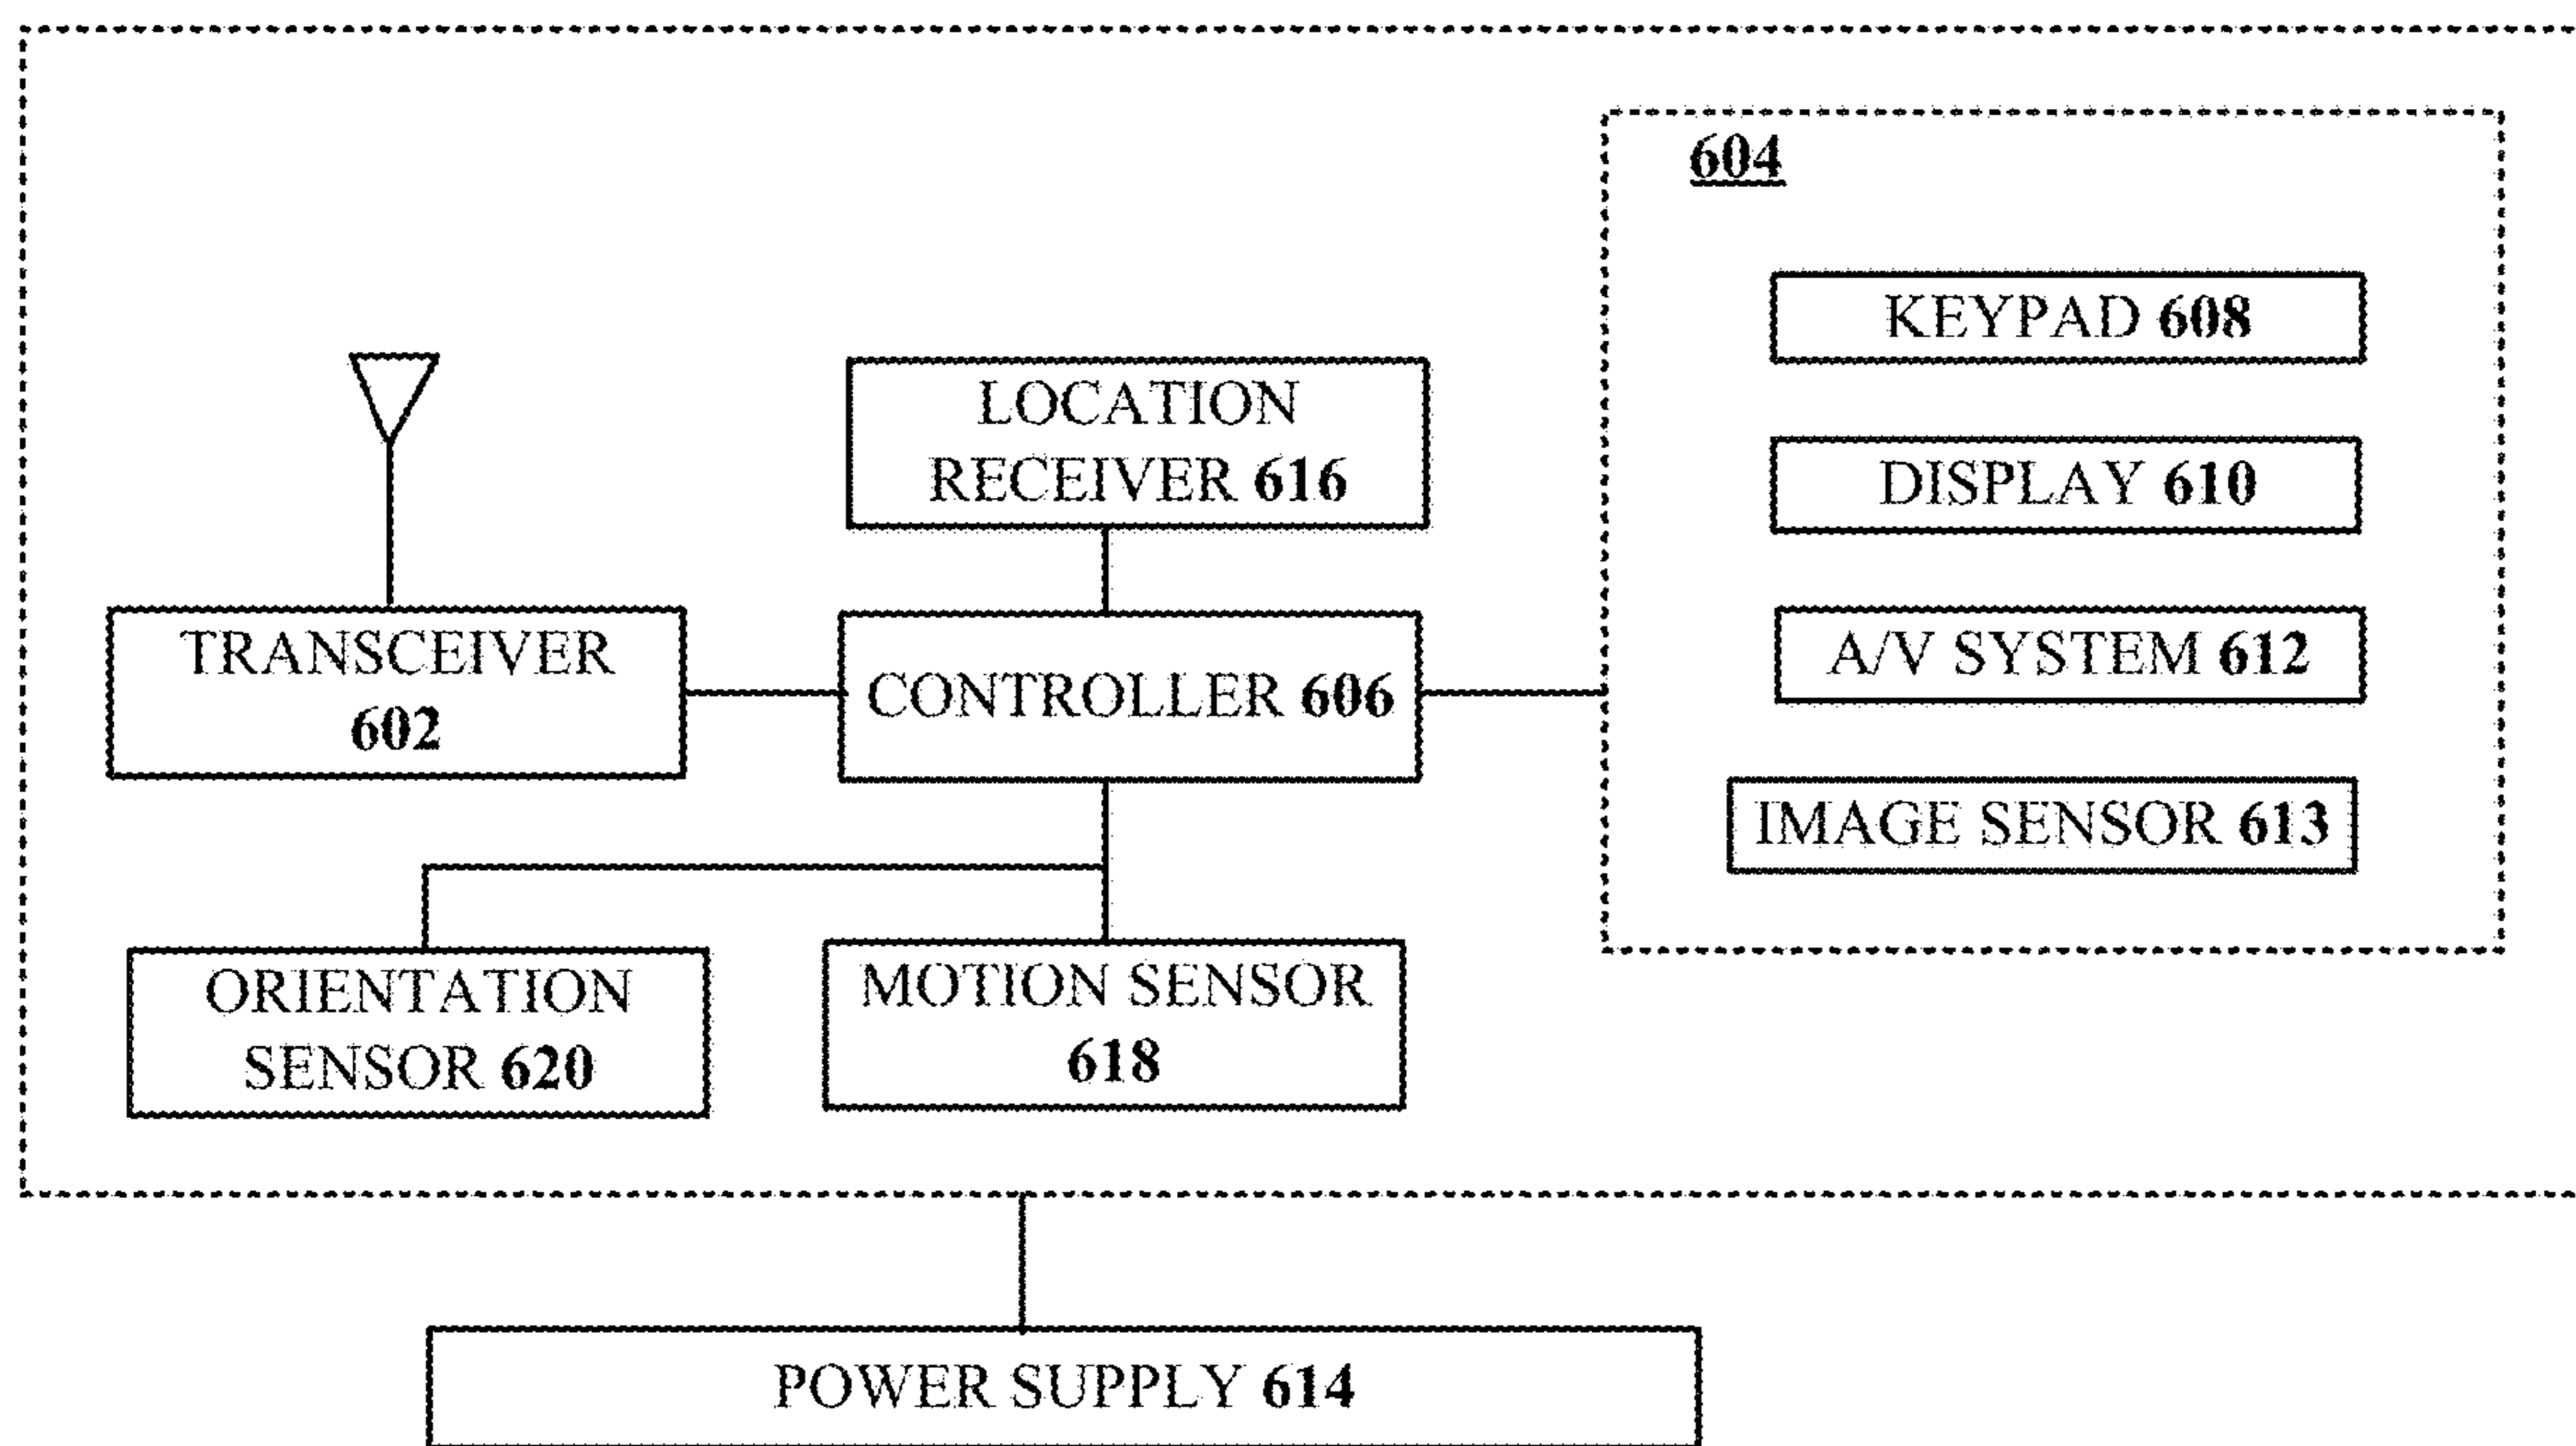 604
KEYPAD 608
LOCATION
RECEIVER 616
DISPLAY 610
TRANSCEIVER
602
CONTROLLER 606
A/V SYSTEM 612
IMAGE SENSOR 613
ORIENTATION
SENSOR 620
MOTION SENSOR
618
POWER SUPPLY 614